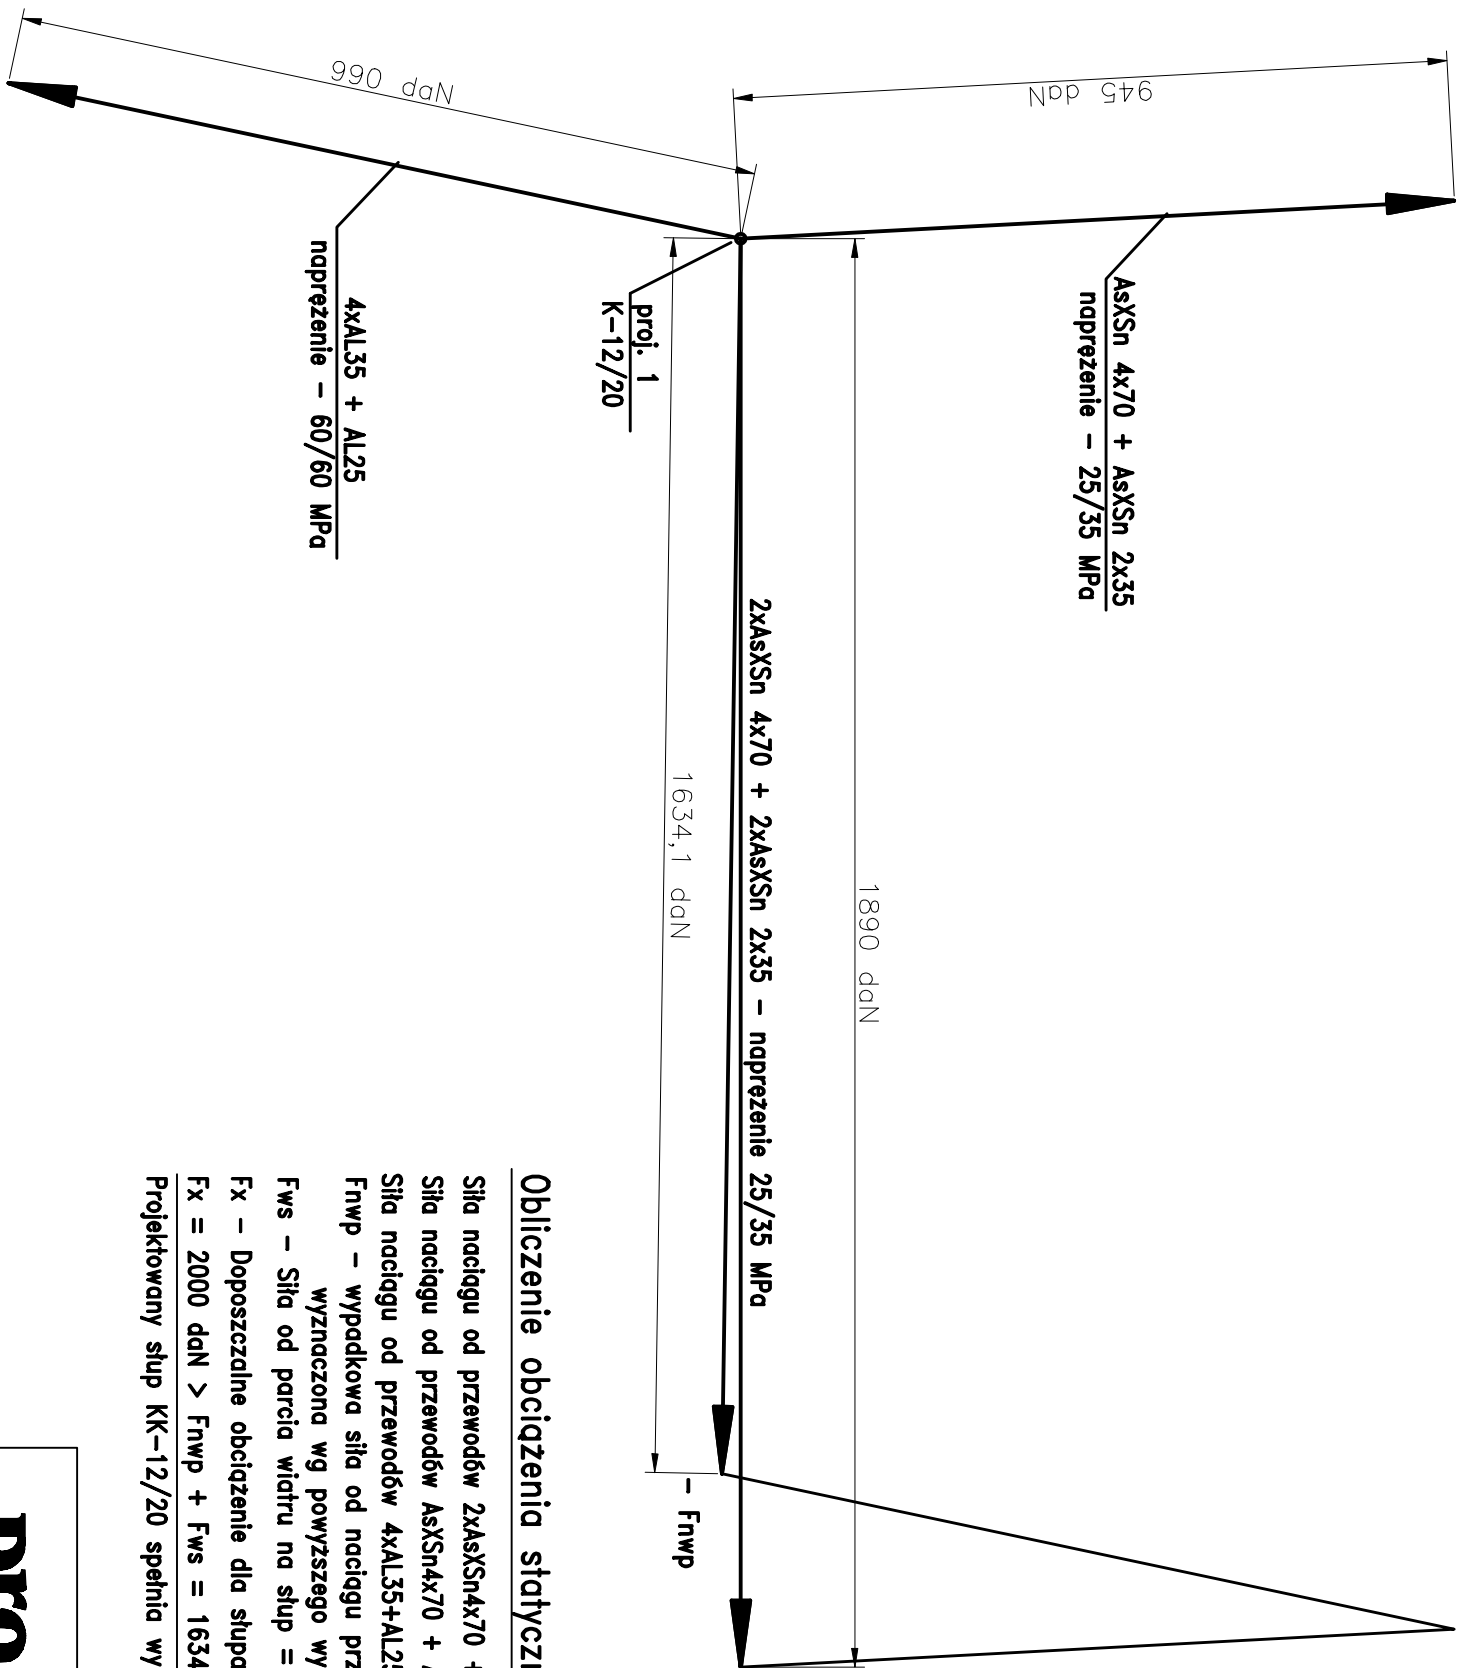 945 daN
AsXSn 4x70 + AsXSn 2x35
naprężenie - 25/35 MPa
1890 daN
2xAsXSn 4x70 + 2xAsXSn 2x35 - naprężenie 25/35 MPa
1634,1 daN
- Fnwp
proj. 1
K-12/20
990 daN
4xAL35 + AL25
naprężenie - 60/60 MPa
Obliczenie obciążenia statycz
Siła naciągu od przewodów 2xAsXSn4x70 +
Siła naciągu od przewodów AsXSn4x70 +
Siła naciągu od przewodów 4xAL35+AL25
Fnwp - wypadkowa siła od naciągu prz
wyznaczona wg powyższego wy
Fws - Siła od parcia wiatru na słup =
Fx - Doposzczalne obciążenie dla słupa
Fx = 2000 daN > Fnwp + Fws = 1634
Projektowany słup KK-12/20 spełnia wy